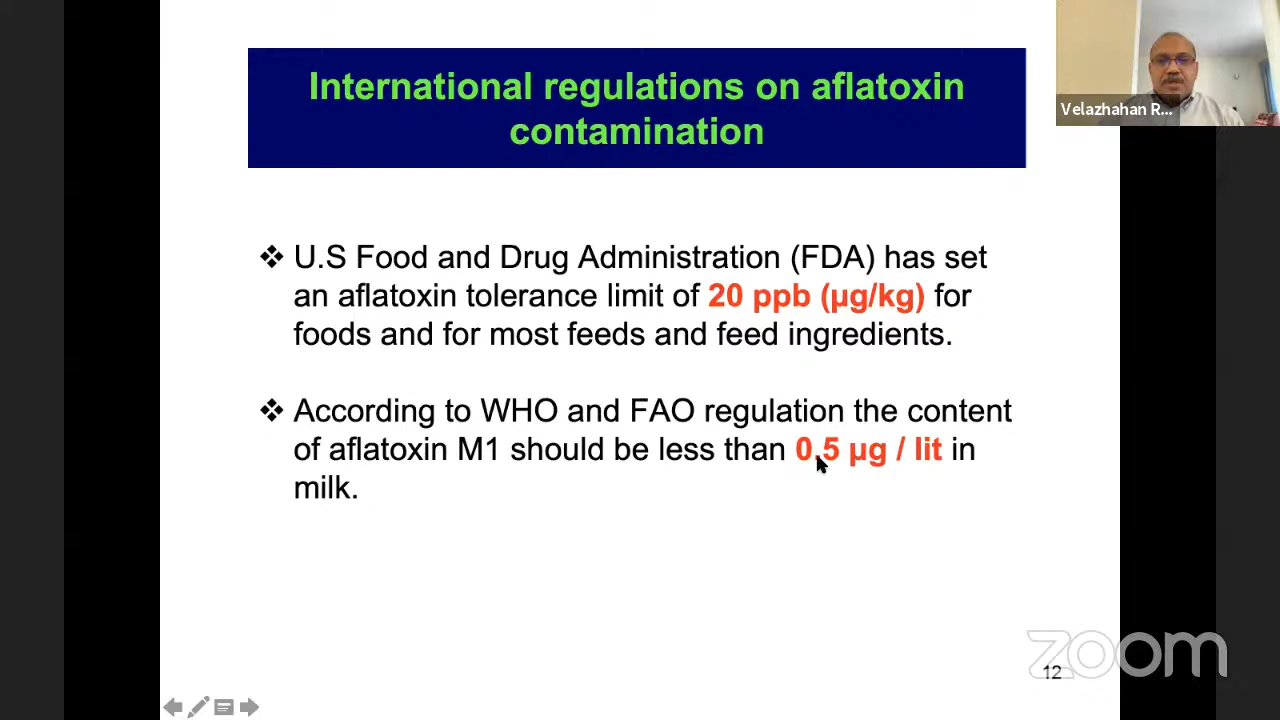 International regulations on aflatoxin
contamination
Velazhahan R...
❖ U.S Food and Drug Administration (FDA) has set
an aflatoxin tolerance limit of 20 ppb (µg/kg) for
foods and for most feeds and feed ingredients.
❖ According to WHO and FAO regulation the content
of aflatoxin M1 should be less than 0.5 µg / lit in
milk.
zoom
12